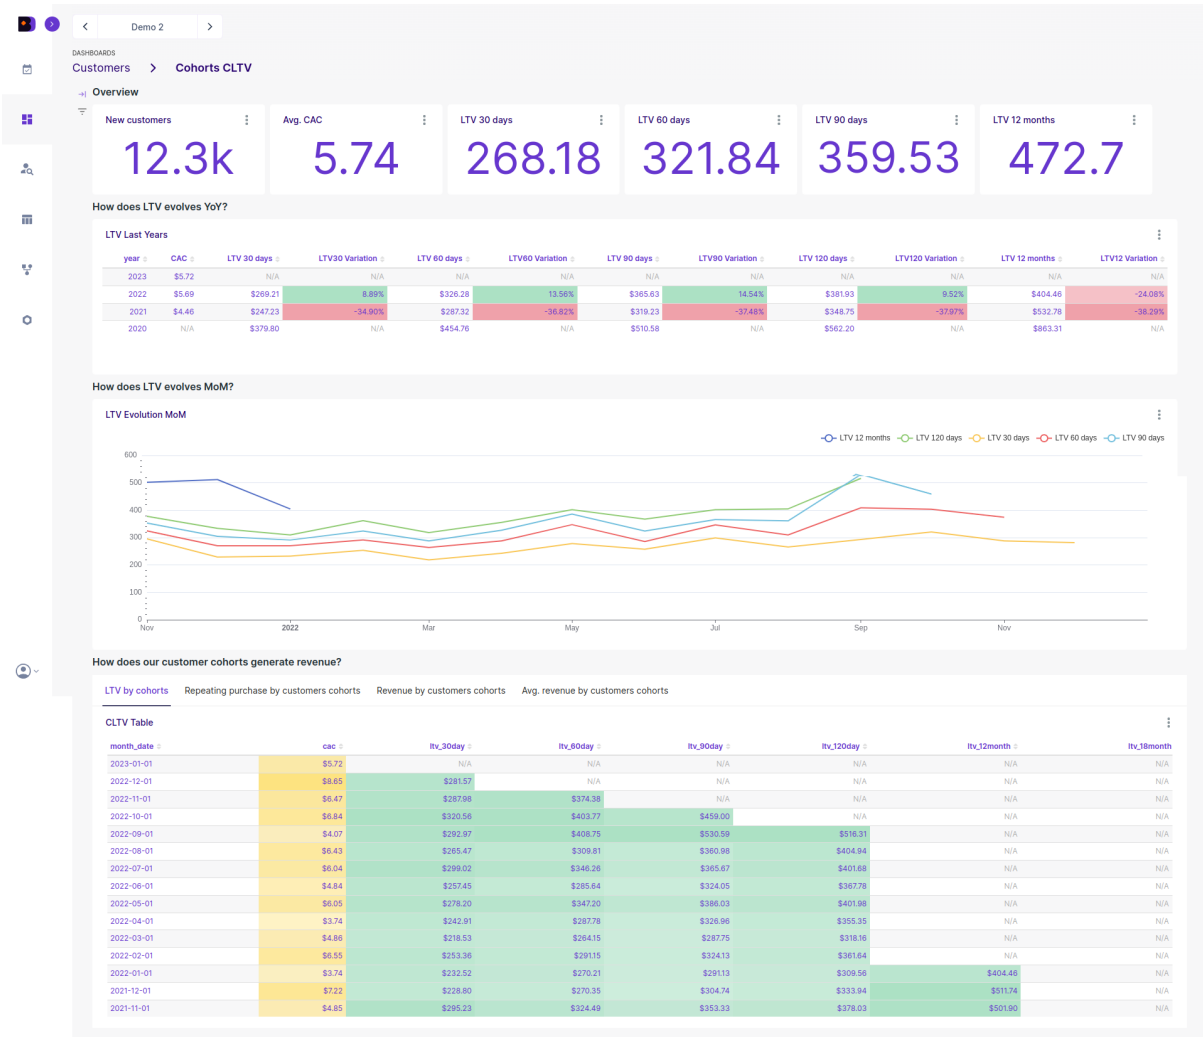 Demo 2
DASHBOARDS
Customers > Cohorts CLTV
Overview
New customers Avg. CAC LTV 30 days LTV 60 days LTV 90 days LTV 12 months
12.3k 5.74 268.18 321.84 359.53 472.7
How does LTV evolves YoY?
LTV Last Years
year CAC LTV 30 days LTV30 Variation LTV 60 days LTV60 Variation LTV 90 days LTV90 Variation LTV 120 days LTV120 Variation LTV 12 months LTV12 Variation
2023 $5.72 N/A N/A N/A N/A N/A N/A N/A N/A N/A N/A
2022 $5.69 $269.21 8.89% $326.28 13.56% $365.63 14.54% $381.93 9.52% $404.46 -24.08%
2021 $4.46 $247.23 -34.90% $287.32 -36.82% $319.23 -37.48% $348.75 -37.97% $532.78 -38.29%
2020 N/A $379.80 N/A $454.76 N/A $510.58 N/A $562.20 N/A $863.31 N/A
How does LTV evolves MoM?
LTV Evolution MoM
LTV 12 months LTV 120 days LTV 30 days LTV 60 days LTV 90 days
600
500
400
300
200
100
0
Nov 2022 Mar May Jul Sep Nov
How does our customer cohorts generate revenue?
LTV by cohorts Repeating purchase by customers cohorts Revenue by customers cohorts Avg. revenue by customers cohorts
CLTV Table
month_date cac ltv_30day ltv_60day ltv_90day ltv_120day ltv_12month ltv_18month
2023-01-01 $5.72 N/A N/A N/A N/A N/A N/A
2022-12-01 $8.65 $281.57 N/A N/A N/A N/A N/A
2022-11-01 $6.47 $287.98 $374.38 N/A N/A N/A N/A
2022-10-01 $6.84 $320.56 $403.77 $459.00 N/A N/A N/A
2022-09-01 $4.07 $292.97 $408.75 $530.59 $516.31 N/A N/A
2022-08-01 $6.43 $265.47 $309.81 $360.98 $404.94 N/A N/A
2022-07-01 $6.04 $299.02 $346.26 $365.67 $401.68 N/A N/A
2022-06-01 $4.84 $257.45 $285.64 $324.05 $367.78 N/A N/A
2022-05-01 $6.05 $278.20 $347.20 $386.03 $401.98 N/A N/A
2022-04-01 $3.74 $242.91 $287.78 $326.96 $355.35 N/A N/A
2022-03-01 $4.86 $218.53 $264.15 $287.75 $318.16 N/A N/A
2022-02-01 $6.55 $253.36 $291.15 $324.13 $361.64 N/A N/A
2022-01-01 $3.74 $232.52 $270.21 $291.13 $309.56 $404.46 N/A
2021-12-01 $7.22 $228.80 $270.35 $304.74 $333.94 $511.74 N/A
2021-11-01 $4.85 $295.23 $324.49 $353.33 $378.03 $501.90 N/A